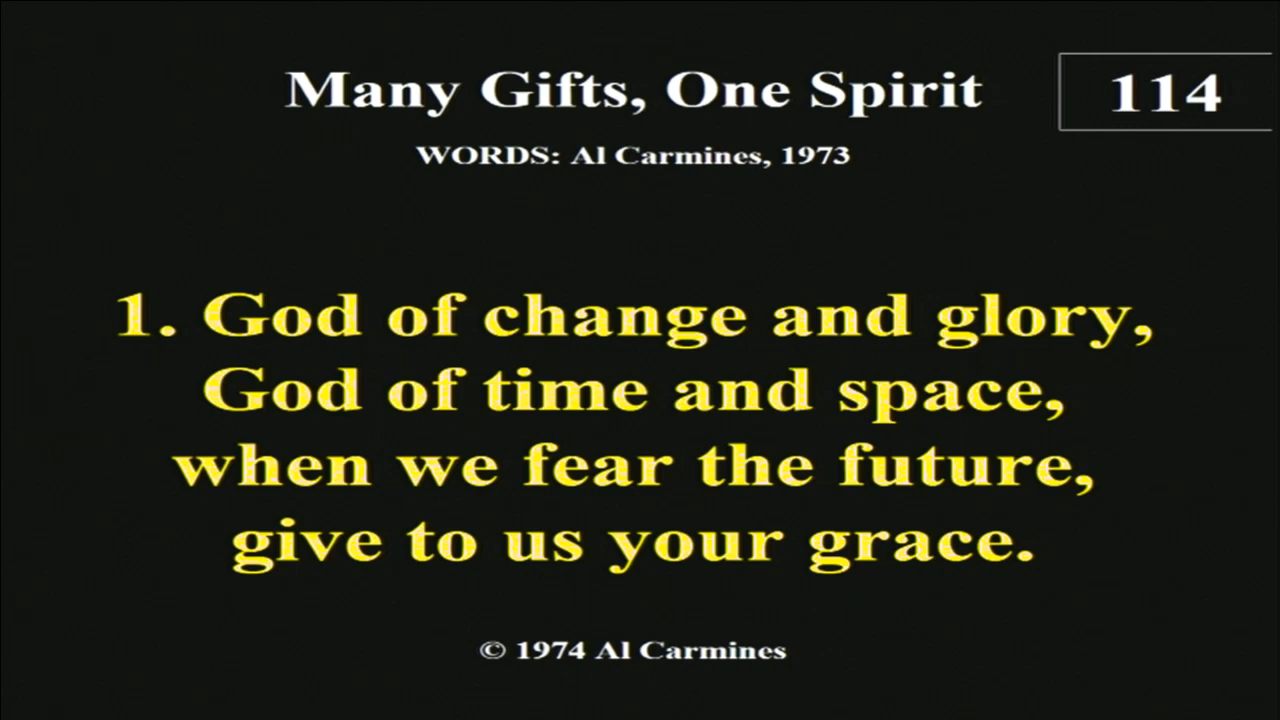 Many Gifts, One Spirit
114
WORDS: Al Carmines, 1973
1. God of change and glory,
God of time and space,
when we fear the future,
give to us your grace.
© 1974 Al Carmines